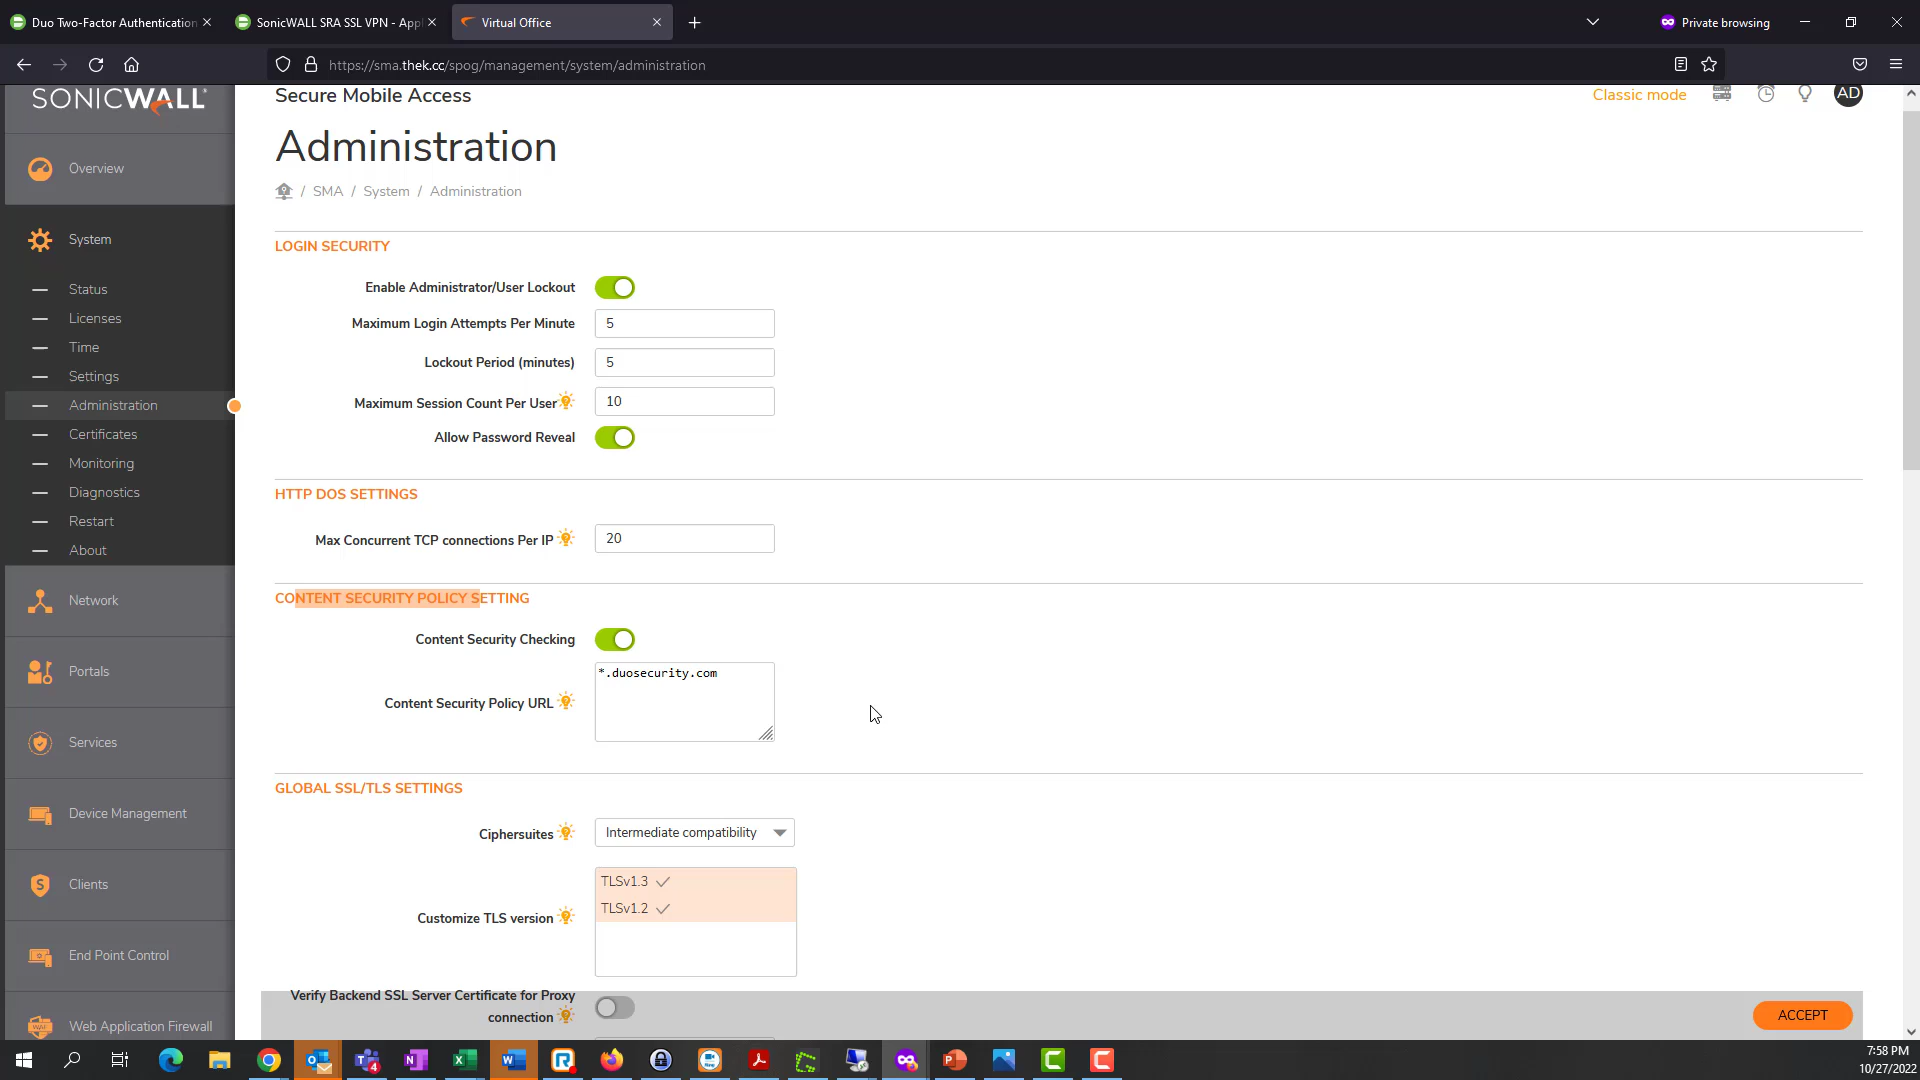 Duo Two-Factor Authentication
SonicWALL SRA SSL VPN - Appl
Virtual Office
Private browsing
https://sma.thek.cc/spog/management/system/administration
SONICWALL
Secure Mobile Access
Classic mode
AD
Administration
/ SMA / System / Administration
Overview
System
Status
Licenses
Time
Settings
Administration
Certificates
Monitoring
Diagnostics
Restart
About
Network
Portals
Services
Device Management
Clients
End Point Control
Web Application Firewall
LOGIN SECURITY
Enable Administrator/User Lockout
Maximum Login Attempts Per Minute 5
Lockout Period (minutes) 5
Maximum Session Count Per User 10
Allow Password Reveal
HTTP DOS SETTINGS
Max Concurrent TCP connections Per IP 20
CONTENT SECURITY POLICY SETTING
Content Security Checking
*.duosecurity.com
Content Security Policy URL
GLOBAL SSL/TLS SETTINGS
Ciphersuites Intermediate compatibility
TLSv1.3
TLSv1.2
Customize TLS version
Verify Backend SSL Server Certificate for Proxy
connection
ACCEPT
7:58 PM
10/27/2022